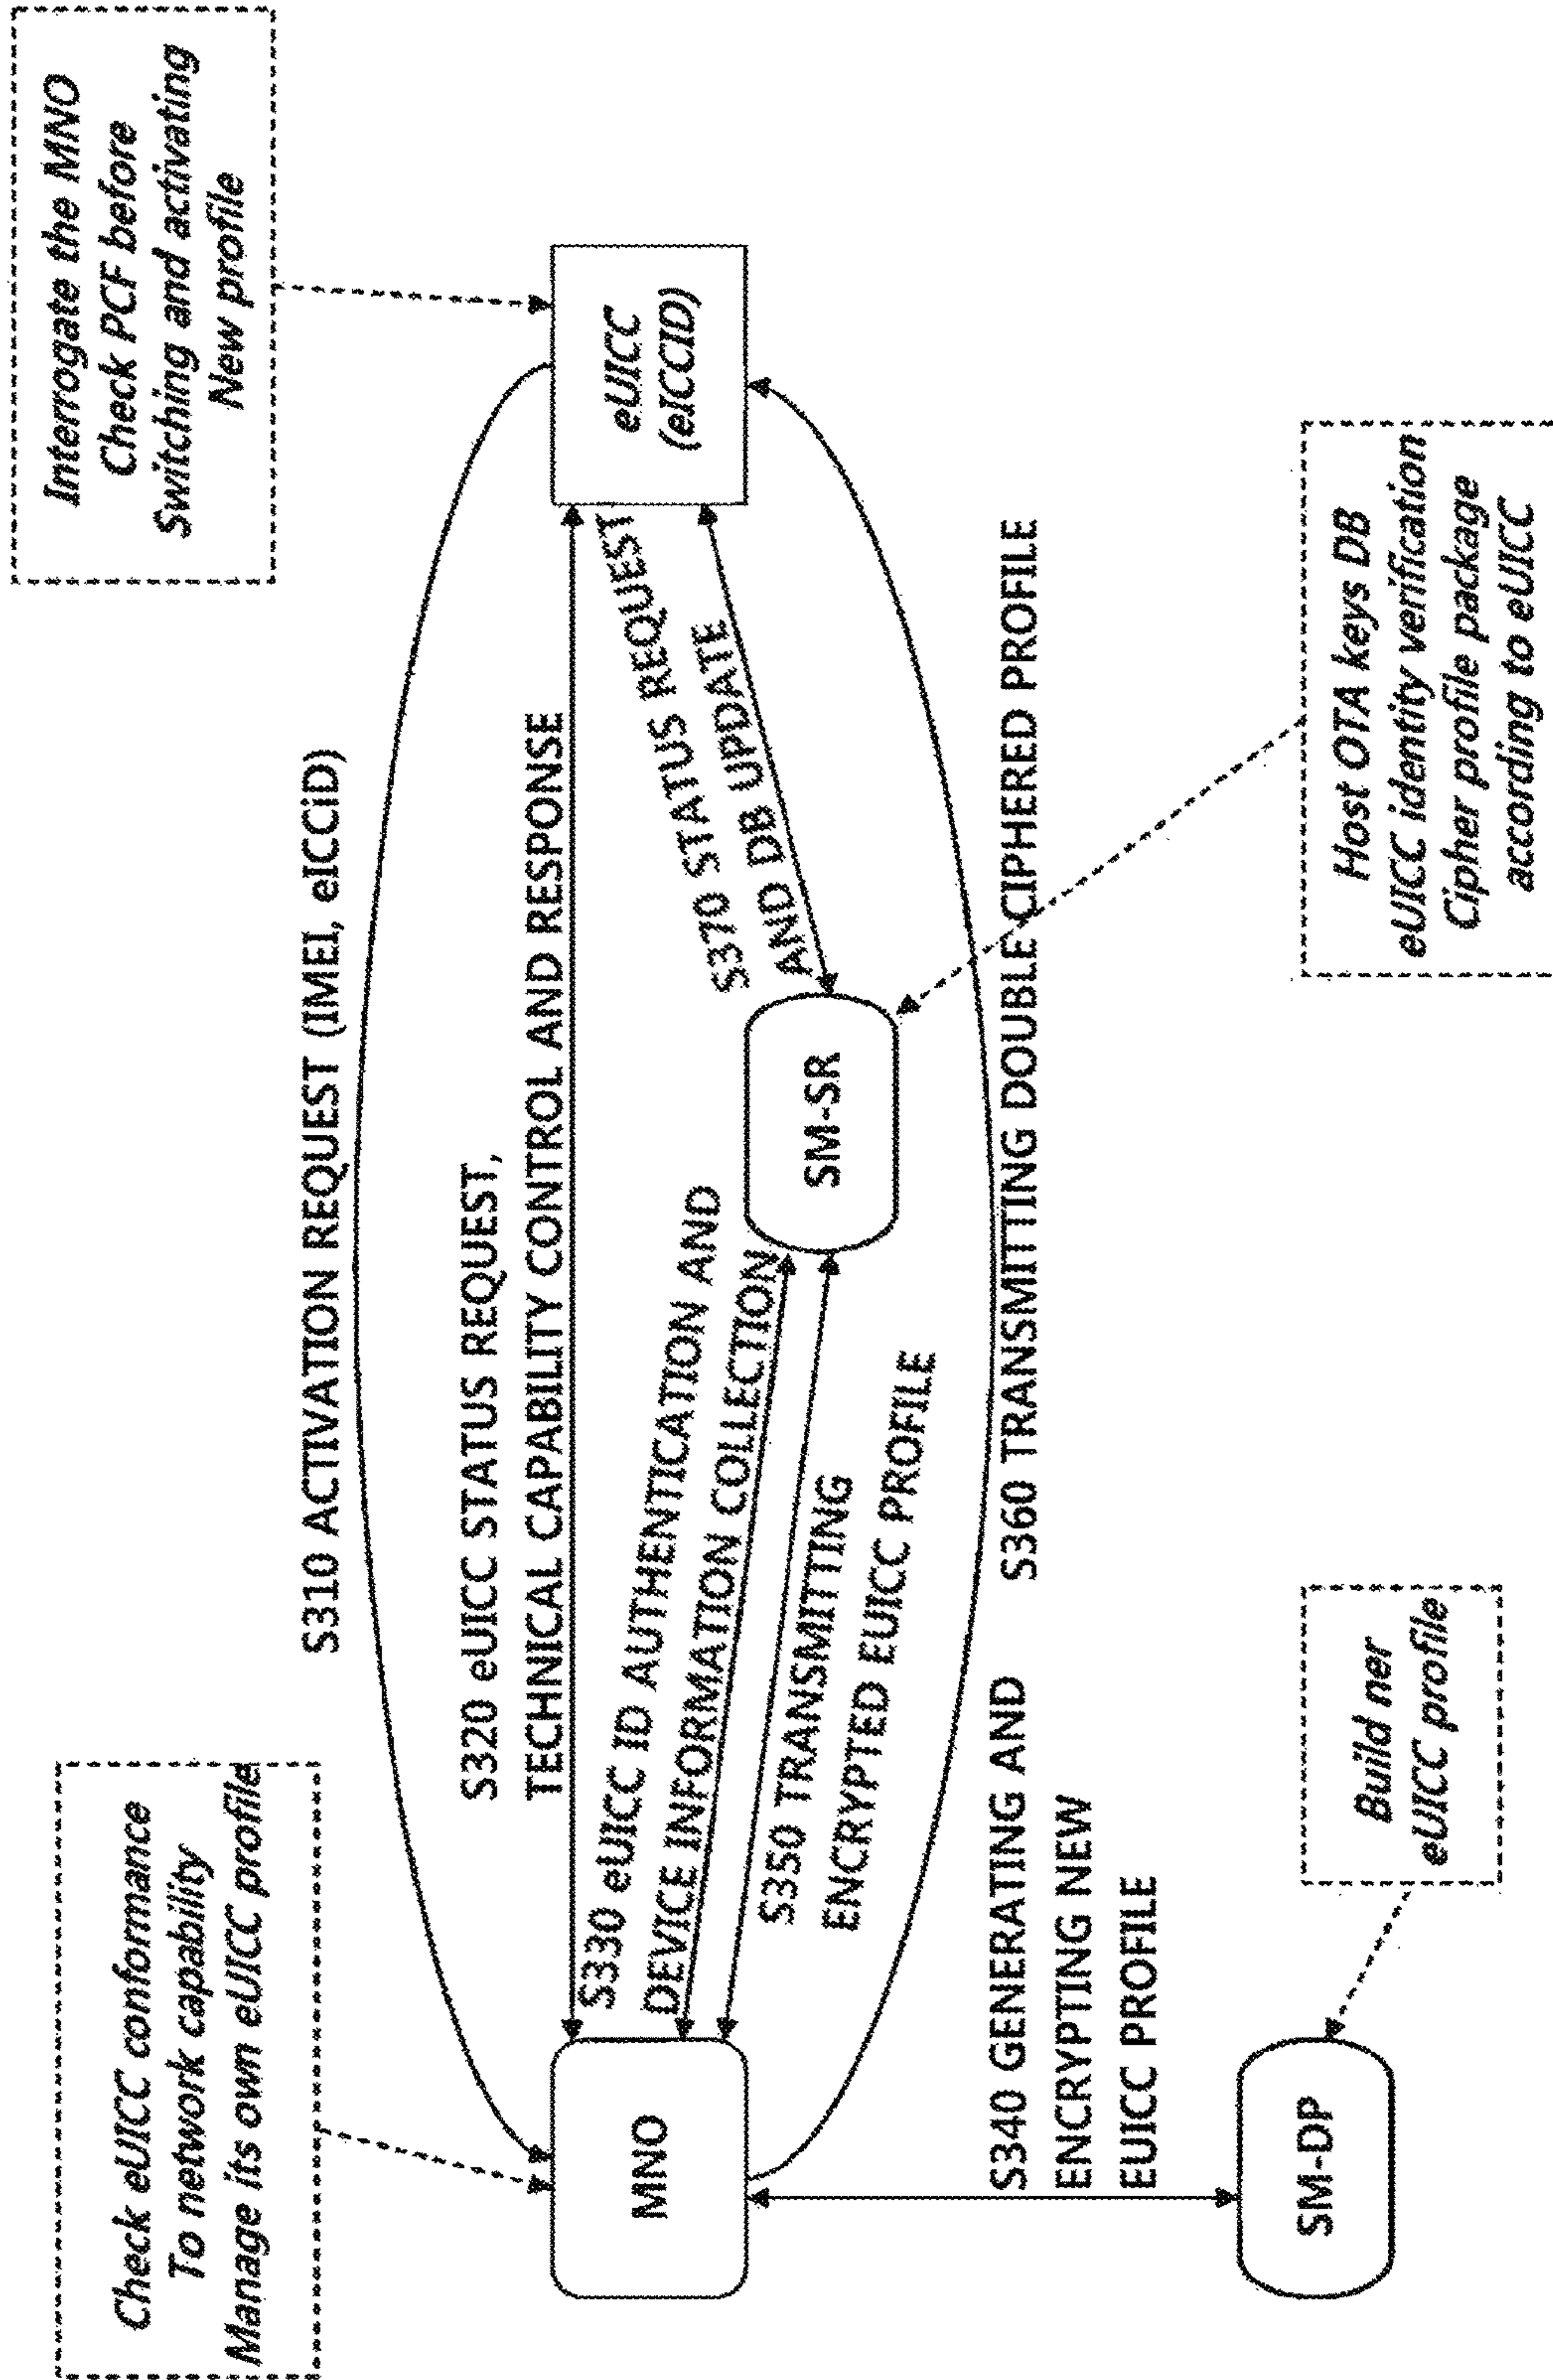 Check eUICC conformance
To network capability
Manage its own eUICC profile
Interrogate the MNO
Check PCF before
Switching and activating
New profile
S310 ACTIVATION REQUEST (IMEI, eICCiD)
S320 eUICC STATUS REQUEST,
TECHNICAL CAPABILITY CONTROL AND RESPONSE
MNO
eUICC
(eICCID)
S330 eUICC ID AUTHENTICATION AND
DEVICE INFORMATION COLLECTION
S370 STATUS REQUEST
AND DB UPDATE
SM-SR
S350 TRANSMITTING
ENCRYPTED EUICC PROFILE
S340 GENERATING AND
ENCRYPTING NEW
EUICC PROFILE
S360 TRANSMITTING DOUBLE CIPHERED PROFILE
SM-DP
Build ner
eUICC profile
Host OTA keys DB
eUICC identity verification
Cipher profile package
according to eUICC